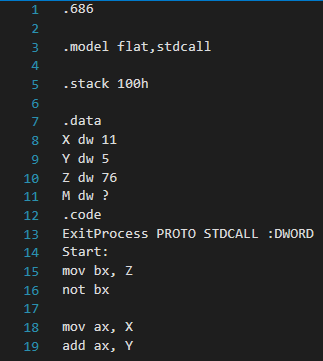 1 .686
2
3 .model flat,stdcall
4
5 .stack 100h
6
7 .data
8 X dw 11
9 Y dw 5
10 Z dw 76
11 M dw ?
12 .code
13 ExitProcess PROTO STDCALL :DWORD
14 Start:
15 mov bx, Z
16 not bx
17
18 mov ax, X
19 add ax, Y